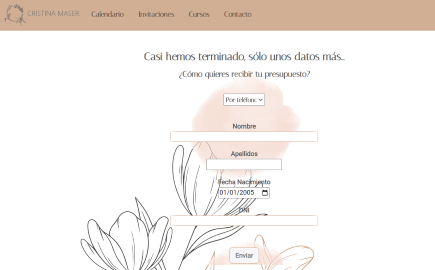 CRISTINA MASER
Calendario Invitaciones Cursos Contacto
Casi hemos terminado, sólo unos datos más..
¿Cómo quieres recibir tu presupuesto?
Por teléfono
Nombre
Apellidos
Fecha Nacimiento
01/01/2005
DNI
Enviar